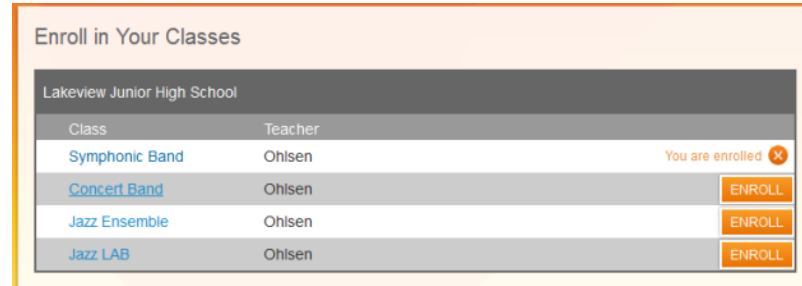 Enroll in Your Classes
Lakeview Junior High School
Class Teacher
Symphonic Band Ohlsen You are enrolled
Concert Band Ohlsen ENROLL
Jazz Ensemble Ohlsen ENROLL
Jazz LAB Ohlsen ENROLL